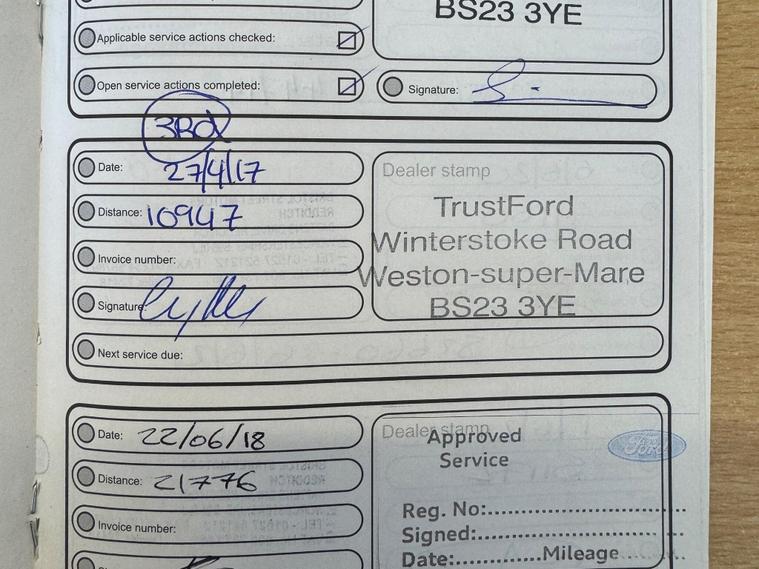 BS23 3YE
Applicable service actions checked:
Open service actions completed:
Signature:
3RD
Date: 27/4/17
Distance: 10947
Invoice number:
Signature:
Next service due:
Dealer stamp
TrustFord
Winterstoke Road
Weston-super-Mare
BS23 3YE
Date: 22/06/18
Distance: 21776
Invoice number:
Dealer stamp
Approved
Service
Ford
Reg. No:
Signed:
Date:.............Mileage